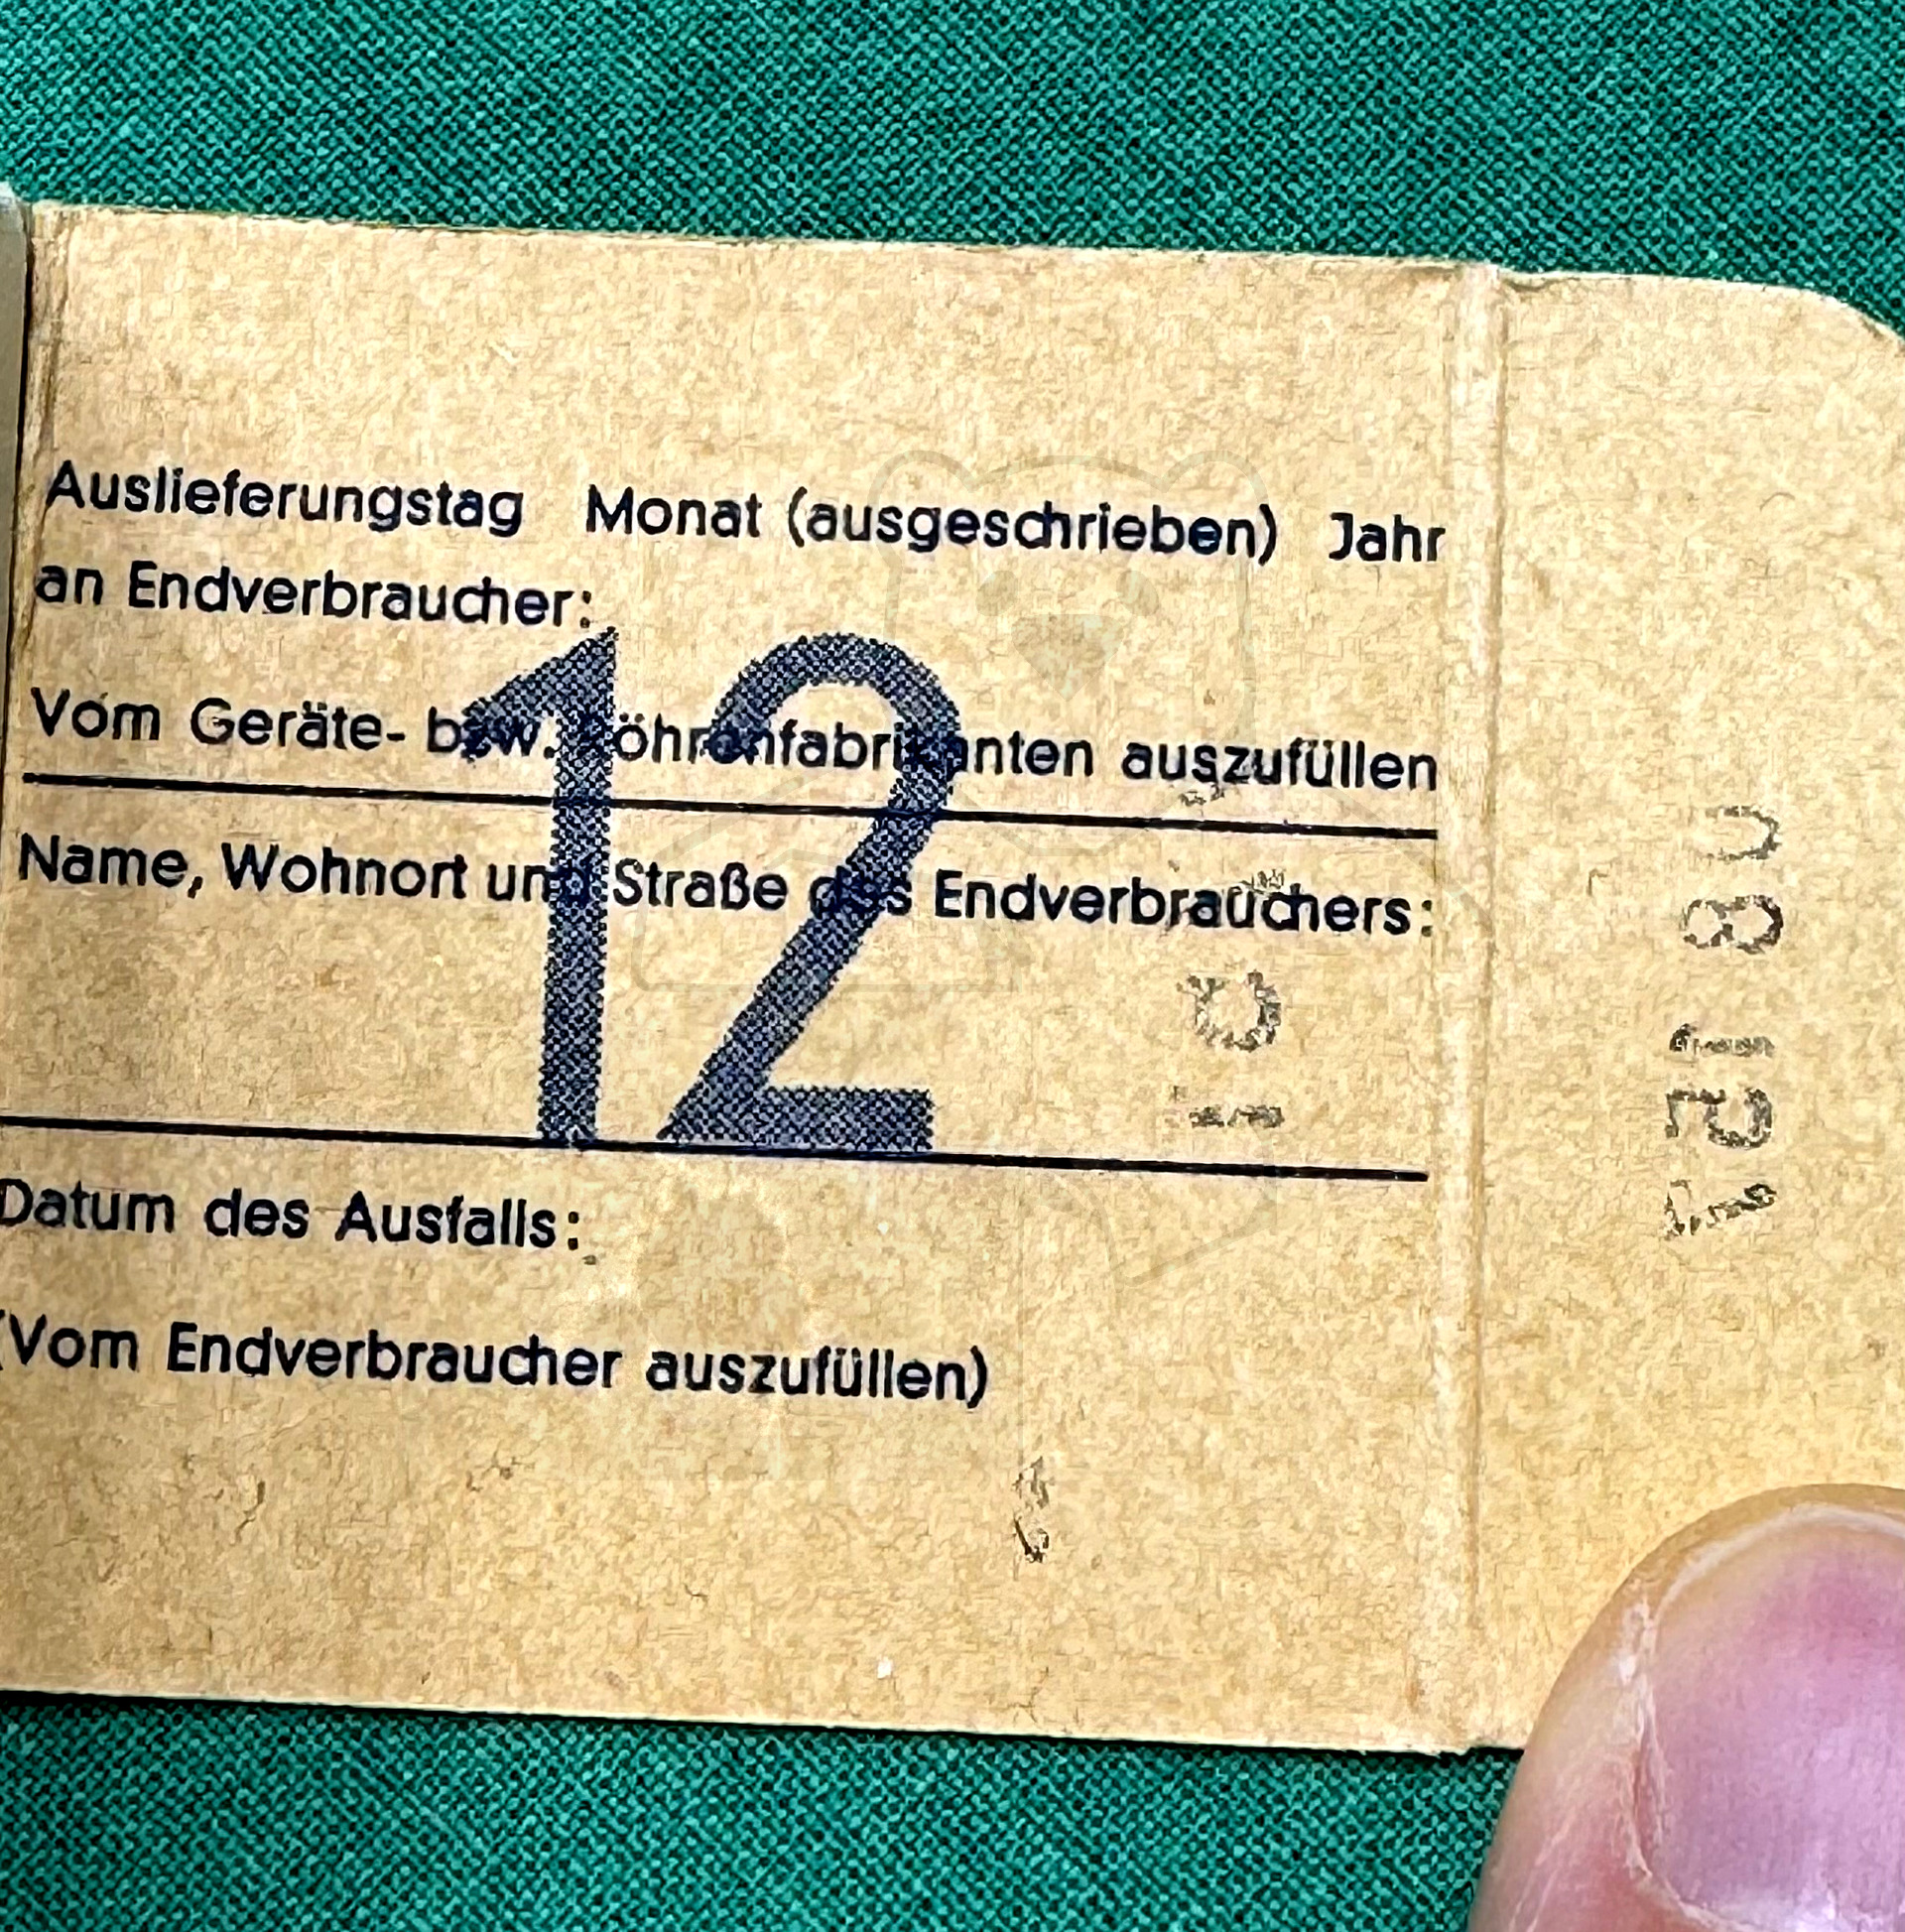 Auslieferungstag Monat (ausgeschrieben) Jahr
an Endverbraucher:
Vom Geräte- bzw. Röhrenfabrikanten auszufüllen
Name, Wohnort und Straße des Endverbrauchers:
12
Datum des Ausfalls:
(Vom Endverbraucher auszufüllen)